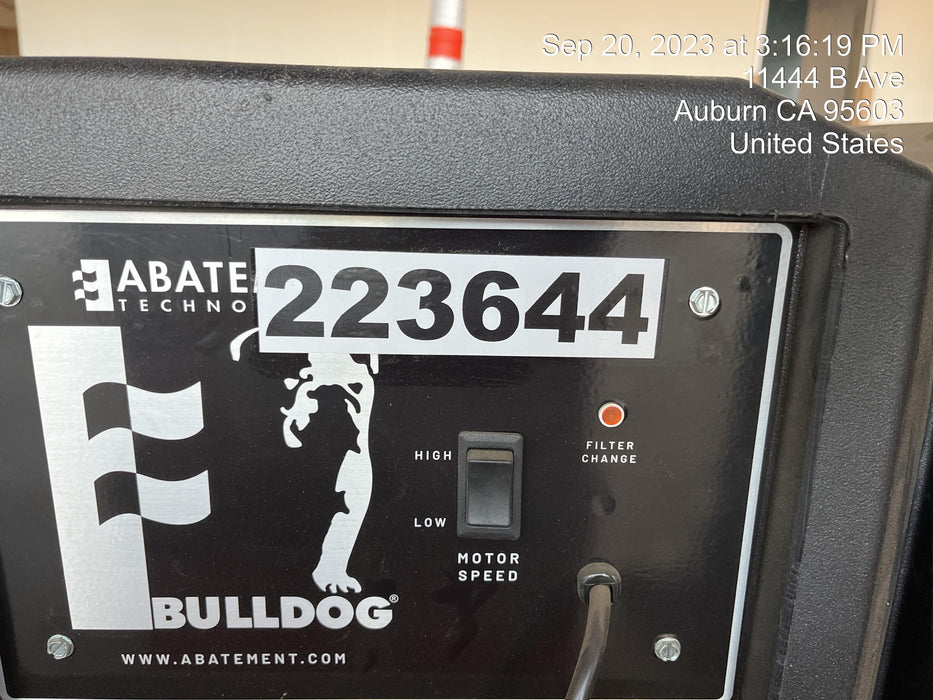 Sep 20, 2023 at 3:16:19 PM
11444 B Ave
Auburn CA 95603
United States
ABATE
TECHNO
223644
FILTER
CHANGE
HIGH
LOW
MOTOR
SPEED
BULLDOG®
WWW.ABATEMENT.COM